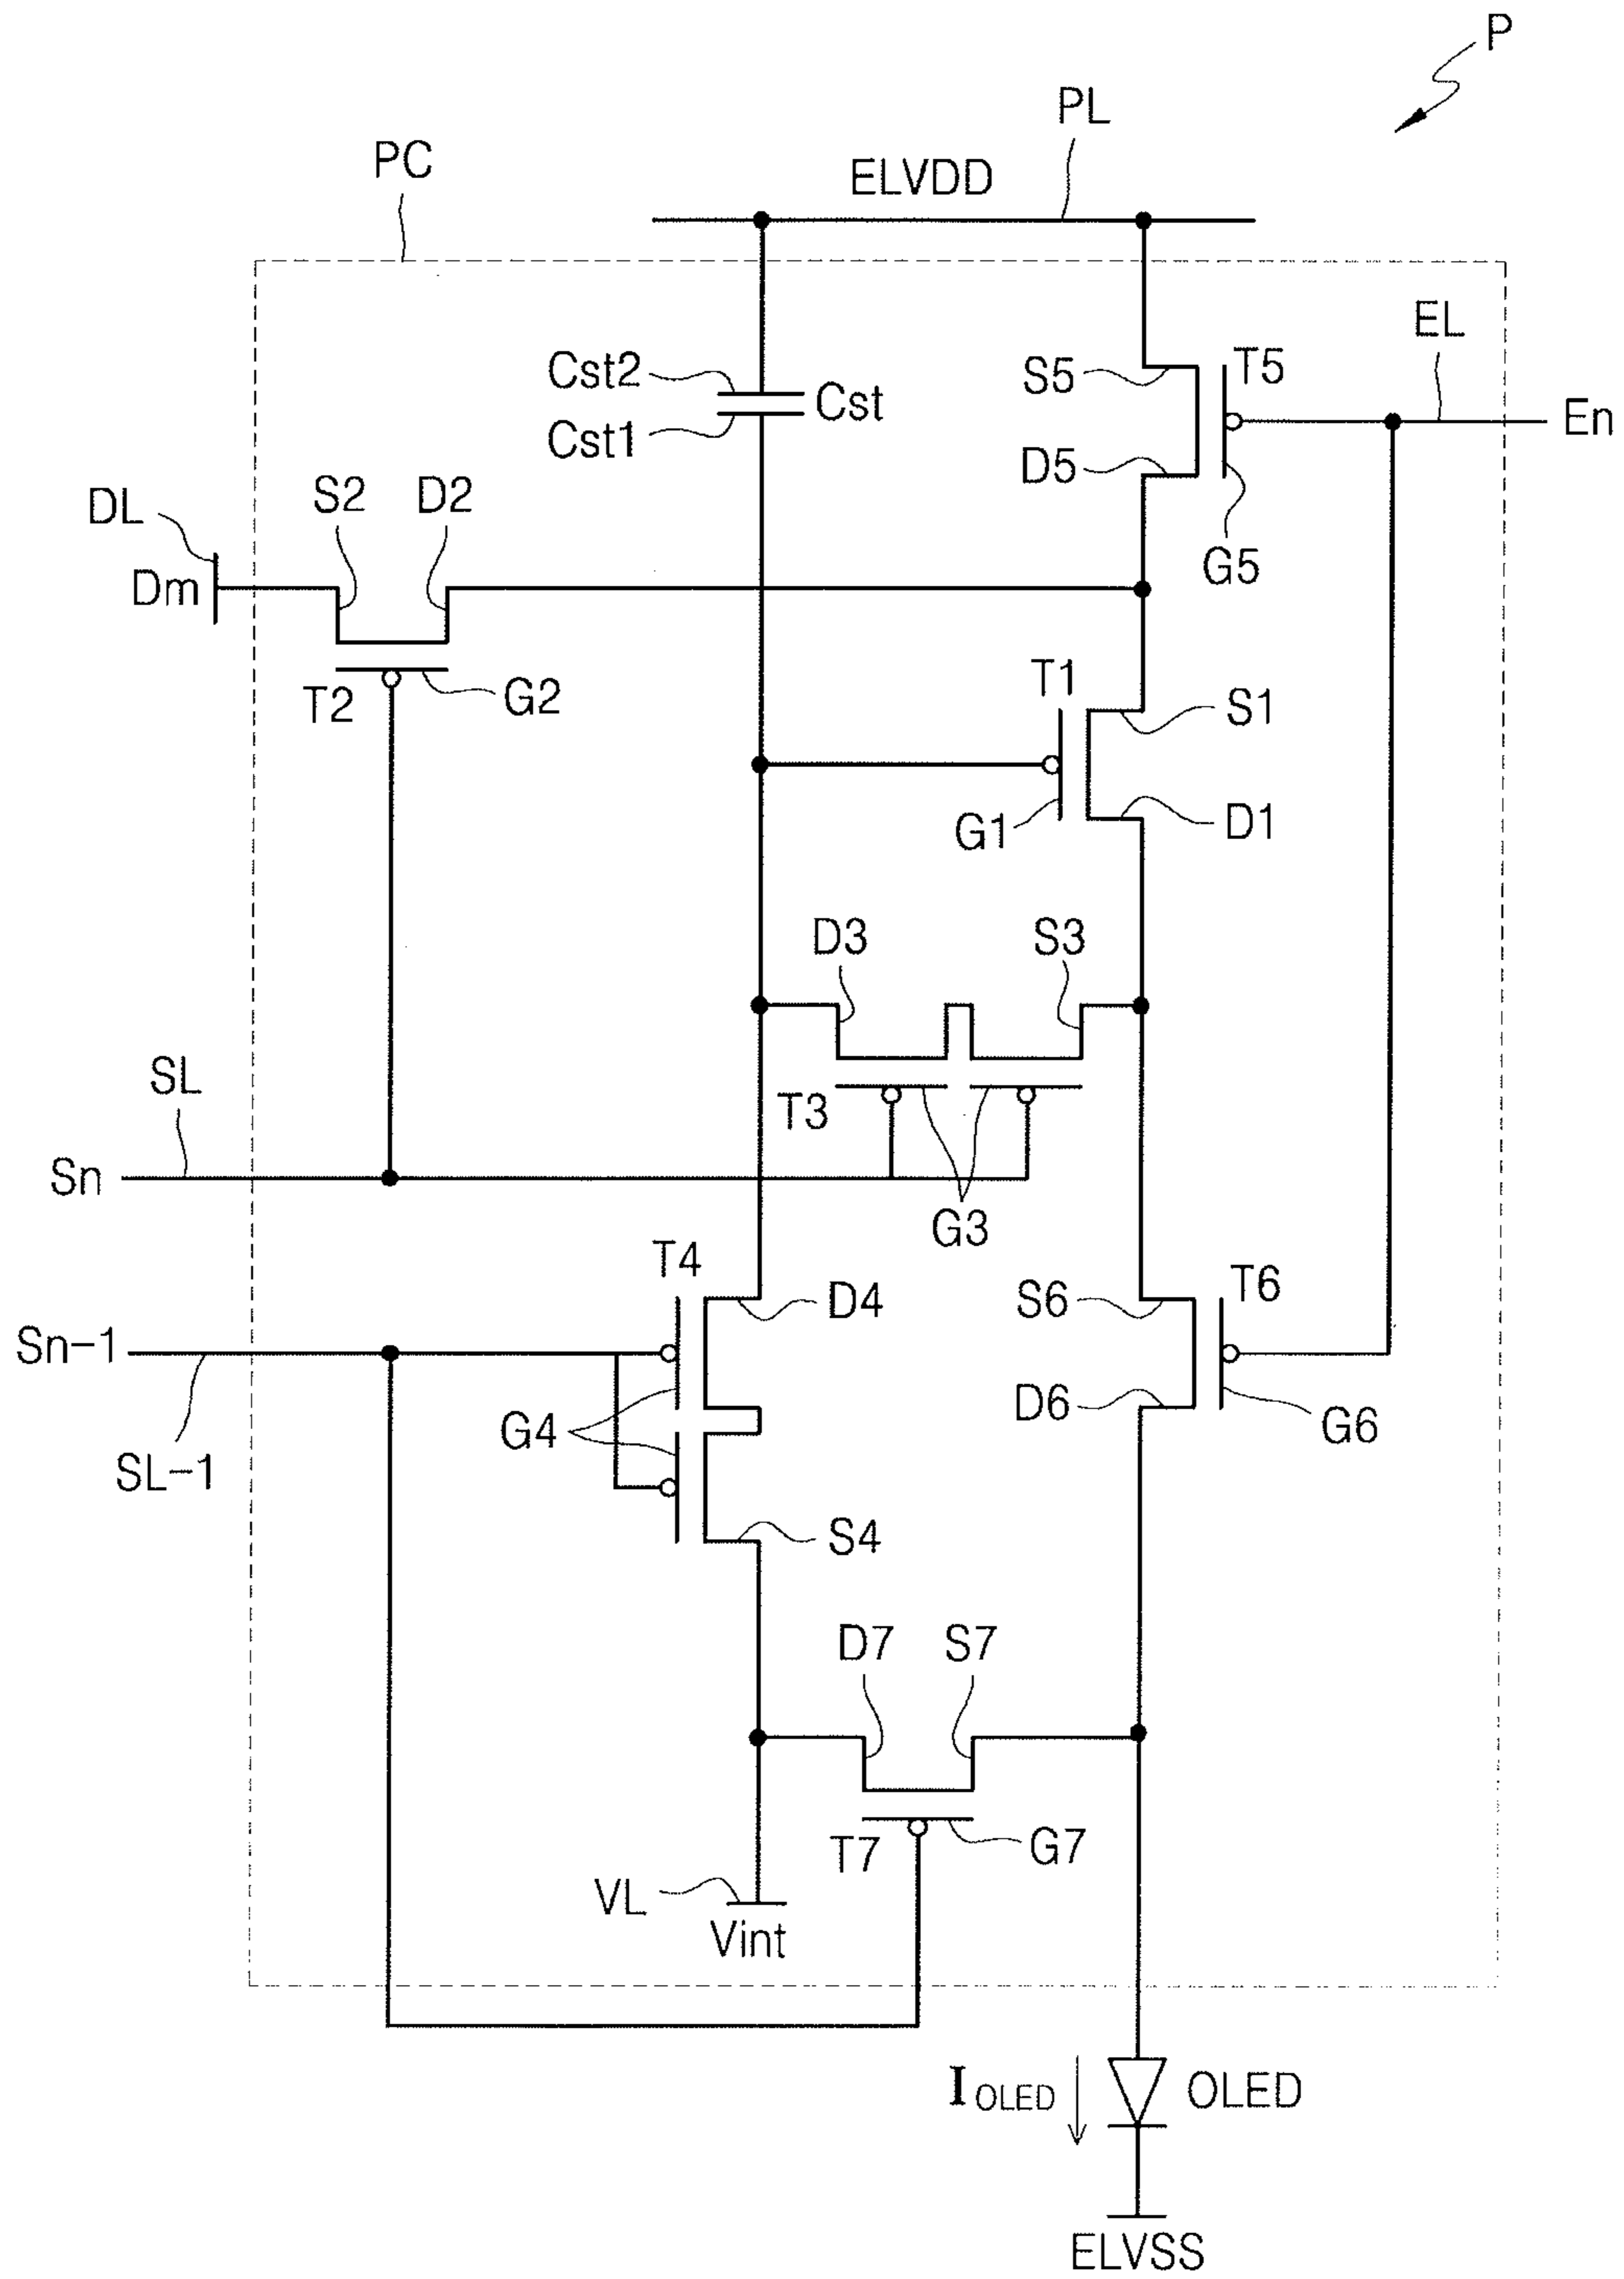 P
PL
PC
ELVDD
EL
Cst2
Cst
Cst1
S5
T5
En
D5
DL
S2
D2
G5
Dm
T1
T2
G2
S1
G1
D1
D3
S3
SL
T3
Sn
G3
T4
D4
S6
T6
Sn-1
G4
D6
G6
SL-1
S4
D7
S7
T7
G7
VL
Vint
IOLED
OLED
ELVSS